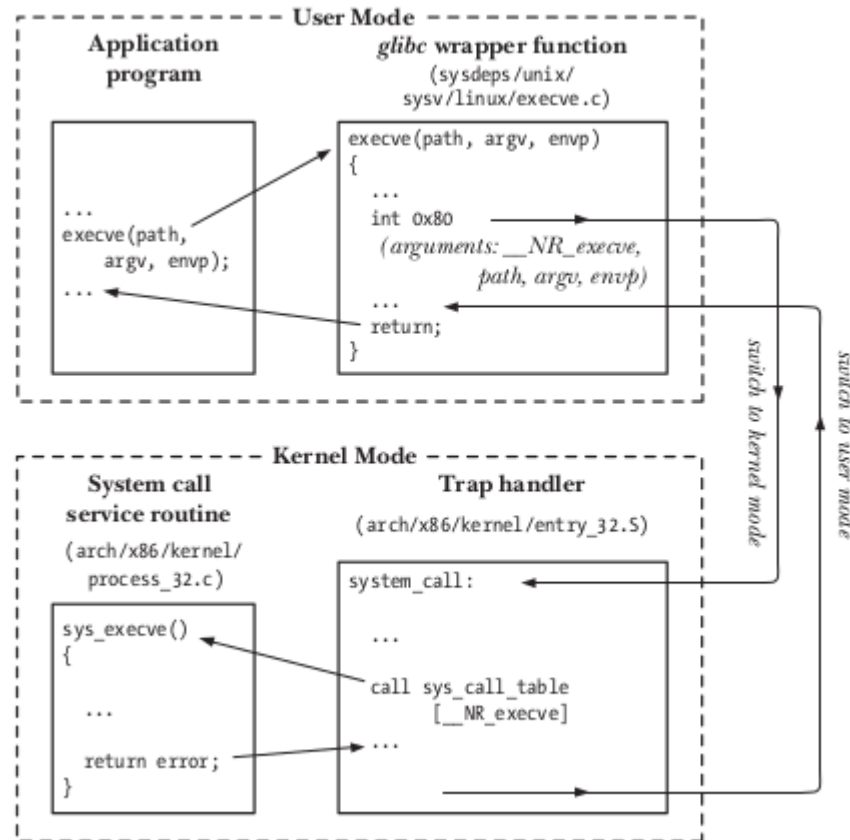 User Mode
Application
program
glibc wrapper function
(sysdeps/unix/
sysv/linux/execve.c)
...
execve(path,
argv, envp);
...
execve(path, argv, envp)
{
...
int 0x80
(arguments: __NR_execve,
path, argv, envp)
...
return;
}
switch to kernel mode
switch to user mode
Kernel Mode
System call
service routine
(arch/x86/kernel/
process_32.c)
Trap handler
(arch/x86/kernel/entry_32.S)
sys_execve()
{
...
return error;
}
system_call:
...
call sys_call_table
[__NR_execve]
...